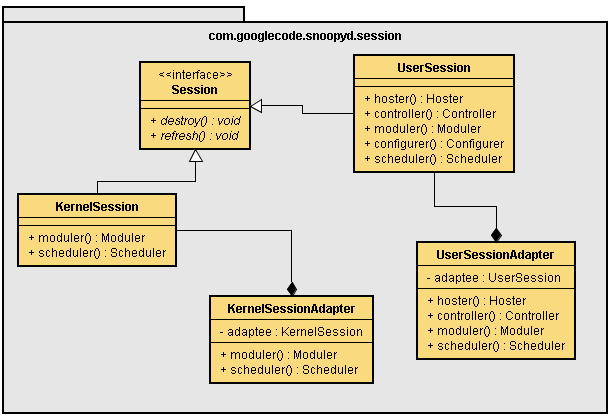 com.googlecode.snoopyd.session
<<interface>>
Session
+ destroy() : void
+ refresh() : void
UserSession
+ hoster() : Hoster
+ controller() : Controller
+ moduler() : Moduler
+ configurer() : Configurer
+ scheduler() : Scheduler
KernelSession
+ moduler() : Moduler
+ scheduler() : Scheduler
UserSessionAdapter
- adaptee : UserSession
+ hoster() : Hoster
+ controller() : Controller
+ moduler() : Moduler
+ scheduler() : Scheduler
KernelSessionAdapter
- adaptee : KernelSession
+ moduler() : Moduler
+ scheduler() : Scheduler